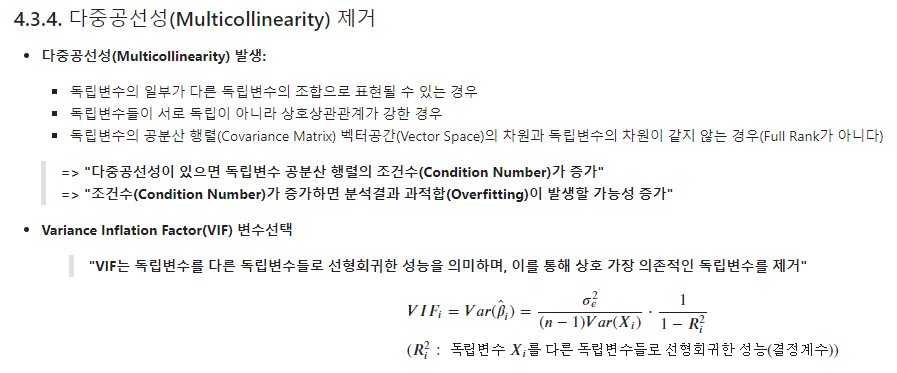 4.3.4. 다중공선성(Multicollinearity) 제거
• 다중공선성(Multicollinearity) 발생:
▪ 독립변수의 일부가 다른 독립변수의 조합으로 표현될 수 있는 경우
▪ 독립변수들이 서로 독립이 아니라 상호상관관계가 강한 경우
▪ 독립변수의 공분산 행렬(Covariance Matrix) 벡터공간(Vector Space)의 차원과 독립변수의 차원이 같지 않는 경우(Full Rank가 아니다)
=> "다중공선성이 있으면 독립변수 공분산 행렬의 조건수(Condition Number)가 증가"
=> "조건수(Condition Number)가 증가하면 분석결과 과적합(Overfitting)이 발생할 가능성 증가"
• Variance Inflation Factor(VIF) 변수선택
"VIF는 독립변수를 다른 독립변수들로 선형회귀한 성능을 의미하며, 이를 통해 상호 가장 의존적인 독립변수를 제거"
$VIF_i = Var(\hat{\beta}_i) = \frac{\sigma_\epsilon^2}{(n-1)Var(X_i)} \cdot \frac{1}{1-R_i^2}$
($R_i^2$ : 독립변수 $X_i$를 다른 독립변수들로 선형회귀한 성능(결정계수))